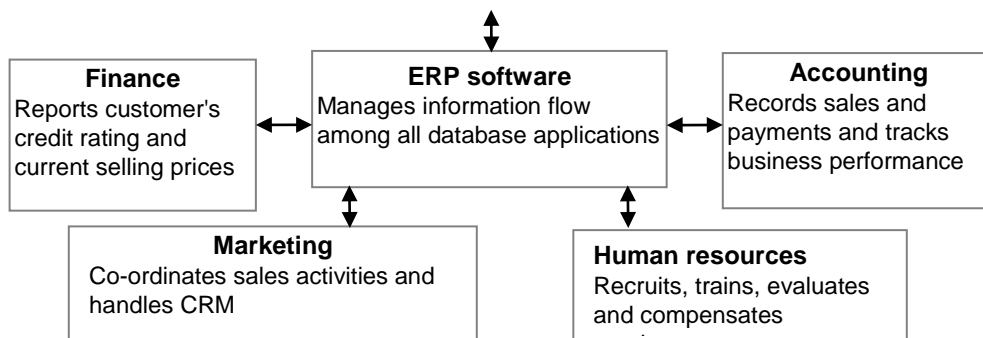 Finance
Reports customer's
credit rating and
current selling prices
ERP software
Manages information flow
among all database applications
Accounting
Records sales and
payments and tracks
business performance
Marketing
Co-ordinates sales activities and
handles CRM
Human resources
Recruits, trains, evaluates
and compensates